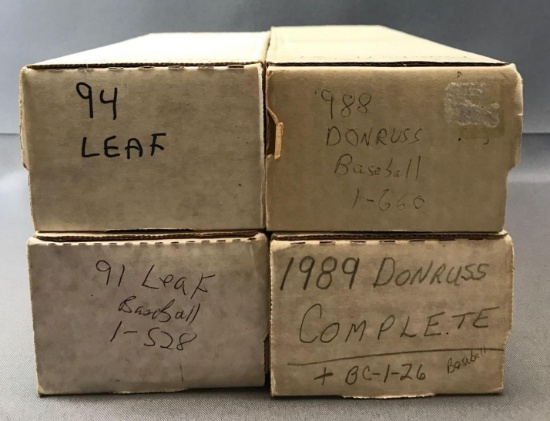 94
LEAF
'988
DONRUSS
Baseball
1-660
91 Leaf
Baseball
1-528
1989 DONRUSS
COMPLETE
+ BC-1-26 Baseball